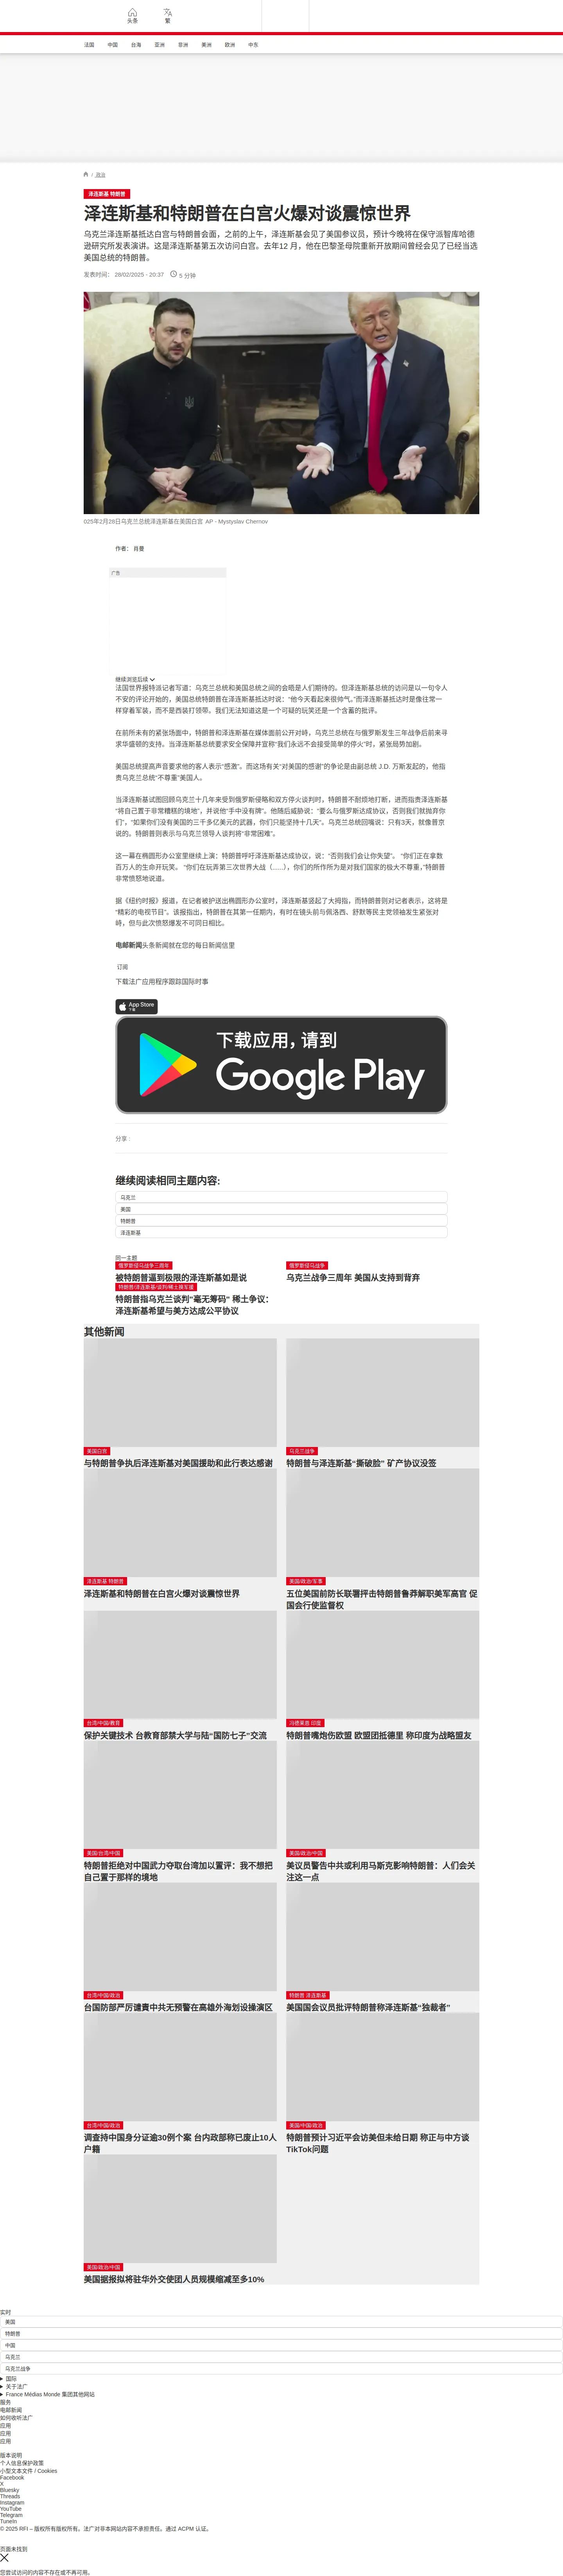 头条
繁
法国
中国
台海
亚洲
非洲
美洲
欧洲
中东
/ 政治
泽连斯基 特朗普
泽连斯基和特朗普在白宫火爆对谈震惊世界
乌克兰泽连斯基抵达白宫与特朗普会面，之前的上午，泽连斯基会见了美国参议员，预计今晚将在保守派智库哈德
逊研究所发表演讲。这是泽连斯基第五次访问白宫。去年12 月，他在巴黎圣母院重新开放期间曾经会见了已经当选
美国总统的特朗普。
发表时间： 28/02/2025 - 20:37
5 分钟
025年2月28日乌克兰总统泽连斯基在美国白宫 AP - Mystyslav Chernov
作者： 肖曼
广告
继续浏览后续
法国世界报特派记者写道：乌克兰总统和美国总统之间的会晤是人们期待的。但泽连斯基总统的访问是以一句令人
不安的评论开始的，美国总统特朗普在泽连斯基抵达时说：“他今天看起来很帅气。”而泽连斯基抵达时是像往常一
样穿着军装，而不是西装打领带。我们无法知道这是一个可疑的玩笑还是一个含蓄的批评。
在前所未有的紧张场面中，特朗普和泽连斯基在媒体面前公开对峙，乌克兰总统在与俄罗斯发生三年战争后前来寻
求华盛顿的支持。当泽连斯基总统要求安全保障并宣称“我们永远不会接受简单的停火”时，紧张局势加剧。
美国总统提高声音要求他的客人表示“感激”。而这场有关“对美国的感谢”的争论是由副总统 J.D. 万斯发起的，他指
责乌克兰总统“不尊重”美国人。
当泽连斯基试图回顾乌克兰十几年来受到俄罗斯侵略和双方停火谈判时，特朗普不耐烦地打断，进而指责泽连斯基
“将自己置于非常糟糕的境地”，并说他“手中没有牌”。他随后威胁说：“要么与俄罗斯达成协议，否则我们就抛弃你
们”，“如果你们没有美国的三千多亿美元的武器，你们只能坚持十几天”。乌克兰总统回嘴说：只有3天，就像普京
说的。特朗普则表示与乌克兰领导人谈判将“非常困难”。
这一幕在椭圆形办公室里继续上演：特朗普呼吁泽连斯基达成协议，说：“否则我们会让你失望”。 “你们正在拿数
百万人的生命开玩笑。 “你们在玩弄第三次世界大战（......），你们的所作所为是对我们国家的极大不尊重，”特朗普
非常愤怒地说道。
据《纽约时报》报道，在记者被护送出椭圆形办公室时，泽连斯基竖起了大拇指，而特朗普则对记者表示，这将是
“精彩的电视节目”。该报指出，特朗普在其第一任期内，有时在镜头前与佩洛西、舒默等民主党领袖发生紧张对
峙，但与此次愤怒爆发不可同日相比。
电邮新闻头条新闻就在您的每日新闻信里
订阅
下载法广应用程序跟踪国际时事
App Store
下载
下载应用，请到
Google Play
分享 :
继续阅读相同主题内容:
乌克兰
美国
特朗普
泽连斯基
同一主题
俄罗斯侵乌战争三周年
被特朗普逼到极限的泽连斯基如是说
俄罗斯侵乌战争
乌克兰战争三周年 美国从支持到背弃
特朗普/泽连斯基/谈判/稀土换军援
特朗普指乌克兰谈判“毫无筹码” 稀土争议：
泽连斯基希望与美方达成公平协议
其他新闻
美国白宫
与特朗普争执后泽连斯基对美国援助和此行表达感谢
乌克兰战争
特朗普与泽连斯基“撕破脸” 矿产协议没签
泽连斯基 特朗普
泽连斯基和特朗普在白宫火爆对谈震惊世界
美国/政治/军事
五位美国前防长联署抨击特朗普鲁莽解职美军高官 促
国会行使监督权
台湾/中国/教育
保护关键技术 台教育部禁大学与陆“国防七子”交流
冯德莱恩 印度
特朗普嘴炮伤欧盟 欧盟团抵德里 称印度为战略盟友
美国/台湾/中国
特朗普拒绝对中国武力夺取台湾加以置评：我不想把
自己置于那样的境地
美国/政治/中国
美议员警告中共或利用马斯克影响特朗普：人们会关
注这一点
台湾/中国/政治
台国防部严厉谴責中共无预警在高雄外海划设操演区
特朗普 泽连斯基
美国国会议员批评特朗普称泽连斯基“独裁者”
台湾/中国/政治
调查持中国身分证逾30例个案 台内政部称已废止10人
户籍
美国/中国/政治
特朗普预计习近平会访美但未给日期 称正与中方谈
TikTok问题
美国/政治/中国
美国据报拟将驻华外交使团人员规模缩减至多10%
实时
美国
特朗普
中国
乌克兰
乌克兰战争
国际
关于法广
France Médias Monde 集团其他网站
服务
电邮新闻
如何收听法广
应用
应用
应用
版本说明
个人信息保护政策
小型文本文件 / Cookies
Facebook
X
Bluesky
Threads
Instagram
YouTube
Telegram
TuneIn
© 2025 RFI – 版权所有版权所有。法广对非本网站内容不承担责任。通过 ACPM 认证。
页面未找到
您尝试访问的内容不存在或不再可用。